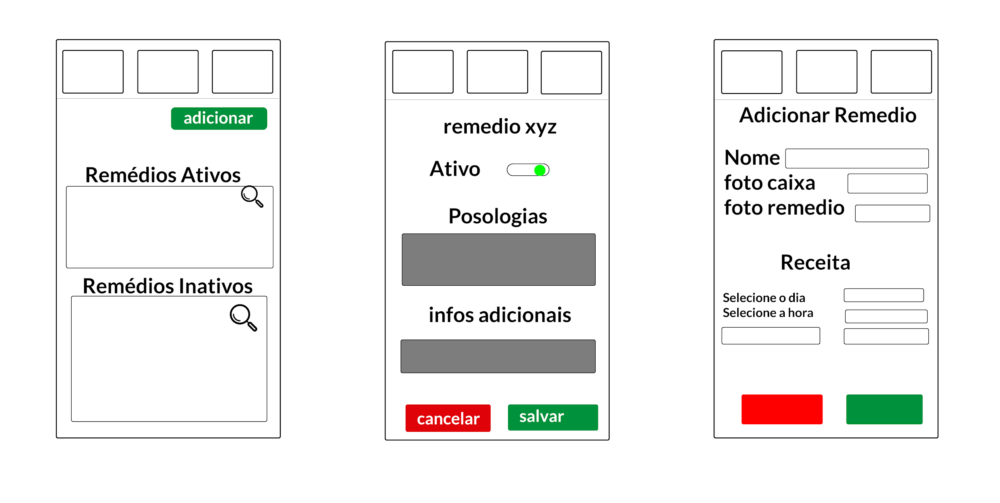 adicionar
Remédios Ativos
Remédios Inativos
remedio xyz
Ativo
Posologias
infos adicionais
cancelar
salvar
Adicionar Remedio
Nome
foto caixa
foto remedio
Receita
Selecione o dia
Selecione a hora